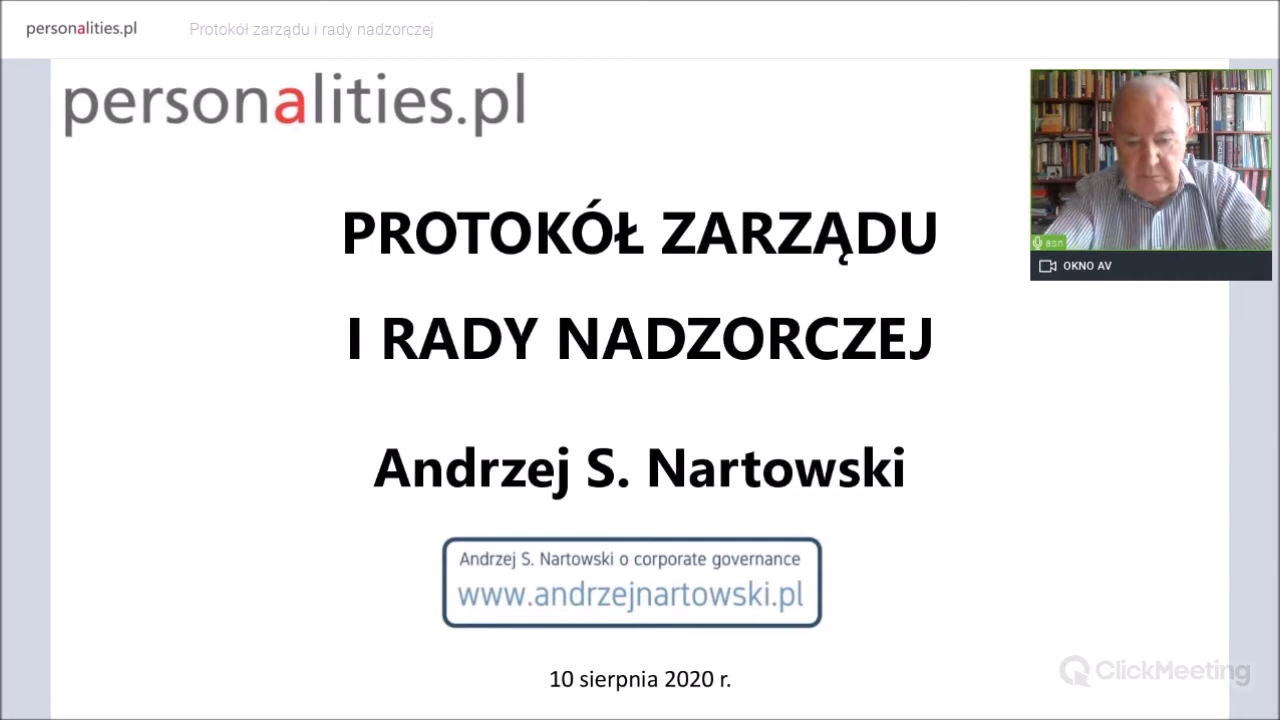 personalities.pl
Protokół zarządu i rady nadzorczej
personalities.pl
PROTOKÓŁ ZARZĄDU
I RADY NADZORCZEJ
Andrzej S. Nartowski
Andrzej S. Nartowski o corporate governance
www.andrzejnartowski.pl
10 sierpnia 2020 r.
asn
OKNO AV
ClickMeeting